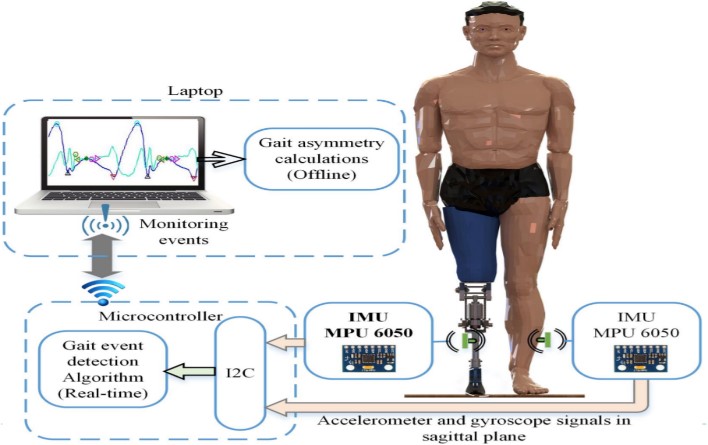 Laptop
Gait asymmetry
calculations
(Offline)
Monitoring
events
Microcontroller
Gait event
detection
Algorithm
(Real-time)
I2C
IMU
MPU 6050
IMU
MPU 6050
Accelerometer and gyroscope signals in
sagittal plane